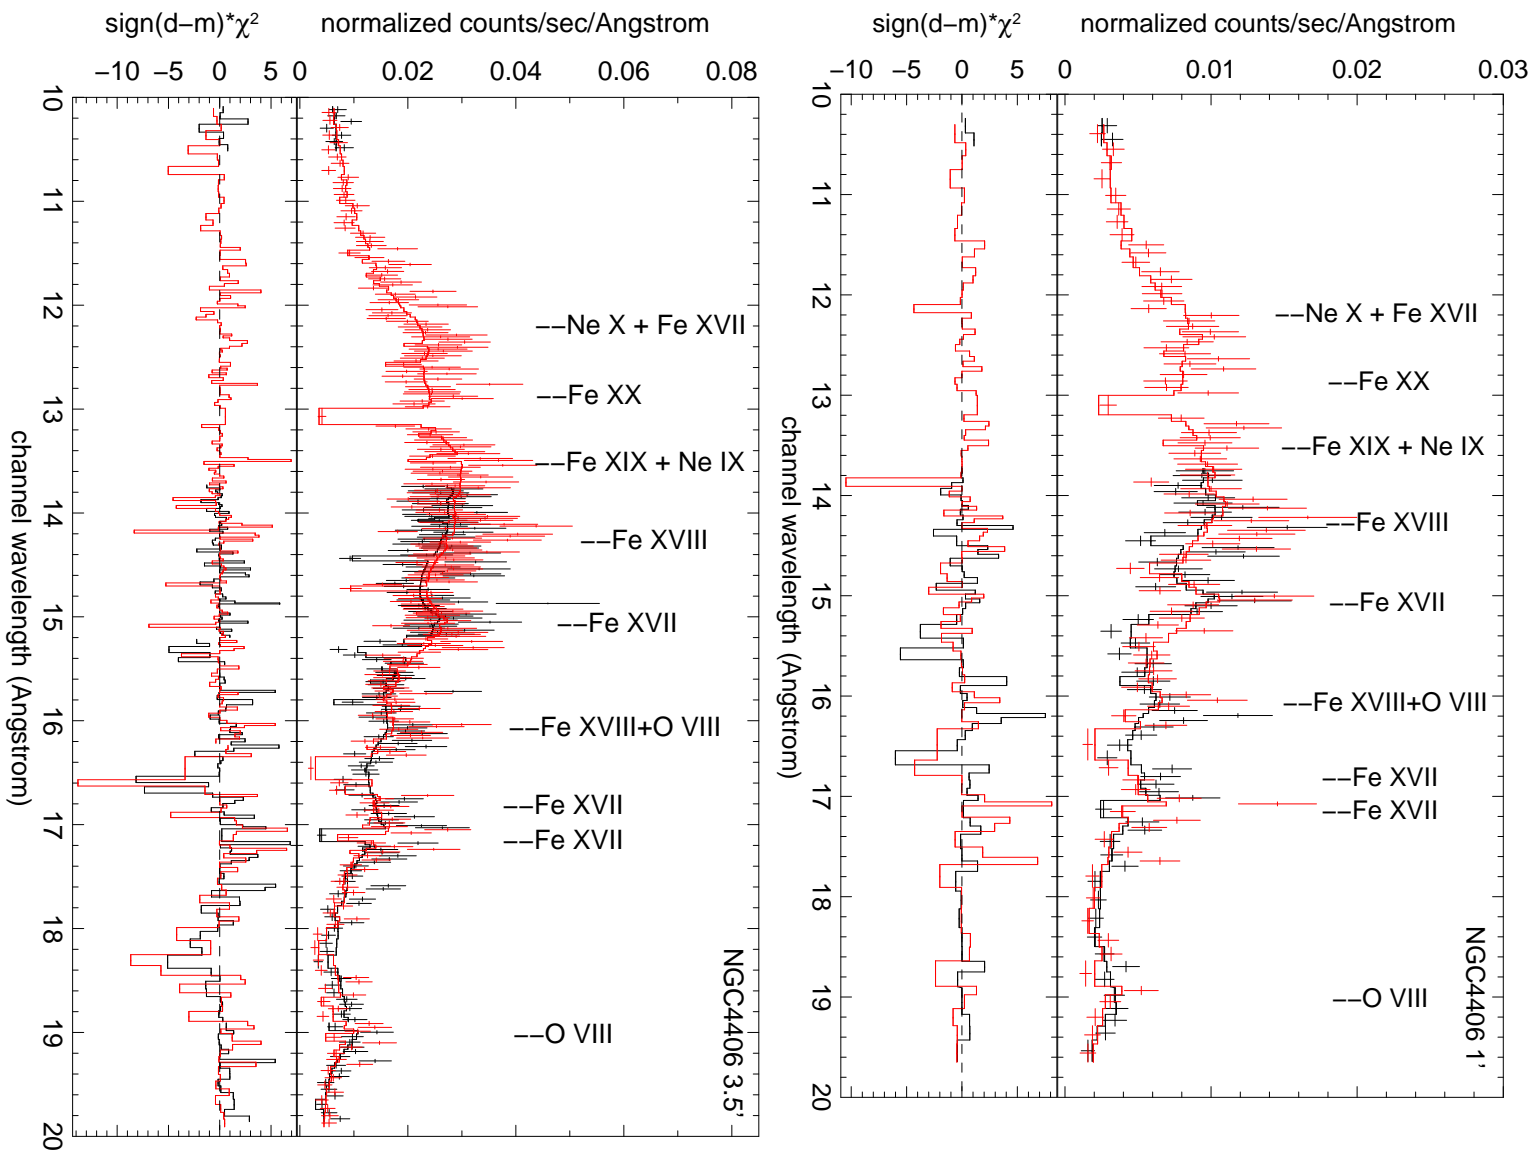 sign(d−m)*χ²
normalized counts/sec/Angstrom
−10 −5 0 5
0 0.02 0.04 0.06 0.08
10
11
12
13
14
15
16
17
18
19
20
channel wavelength (Angstrom)
−−Ne X + Fe XVII
−−Fe XX
−−Fe XIX + Ne IX
−−Fe XVIII
−−Fe XVII
−−Fe XVIII+O VIII
−−Fe XVII
−−Fe XVII
−−O VIII
NGC4406 3.5'
sign(d−m)*χ²
normalized counts/sec/Angstrom
−10 −5 0 5
0 0.01 0.02 0.03
10
11
12
13
14
15
16
17
18
19
20
channel wavelength (Angstrom)
−−Ne X + Fe XVII
−−Fe XX
−−Fe XIX + Ne IX
−−Fe XVIII
−−Fe XVII
−−Fe XVIII+O VIII
−−Fe XVII
−−Fe XVII
−−O VIII
NGC4406 1'